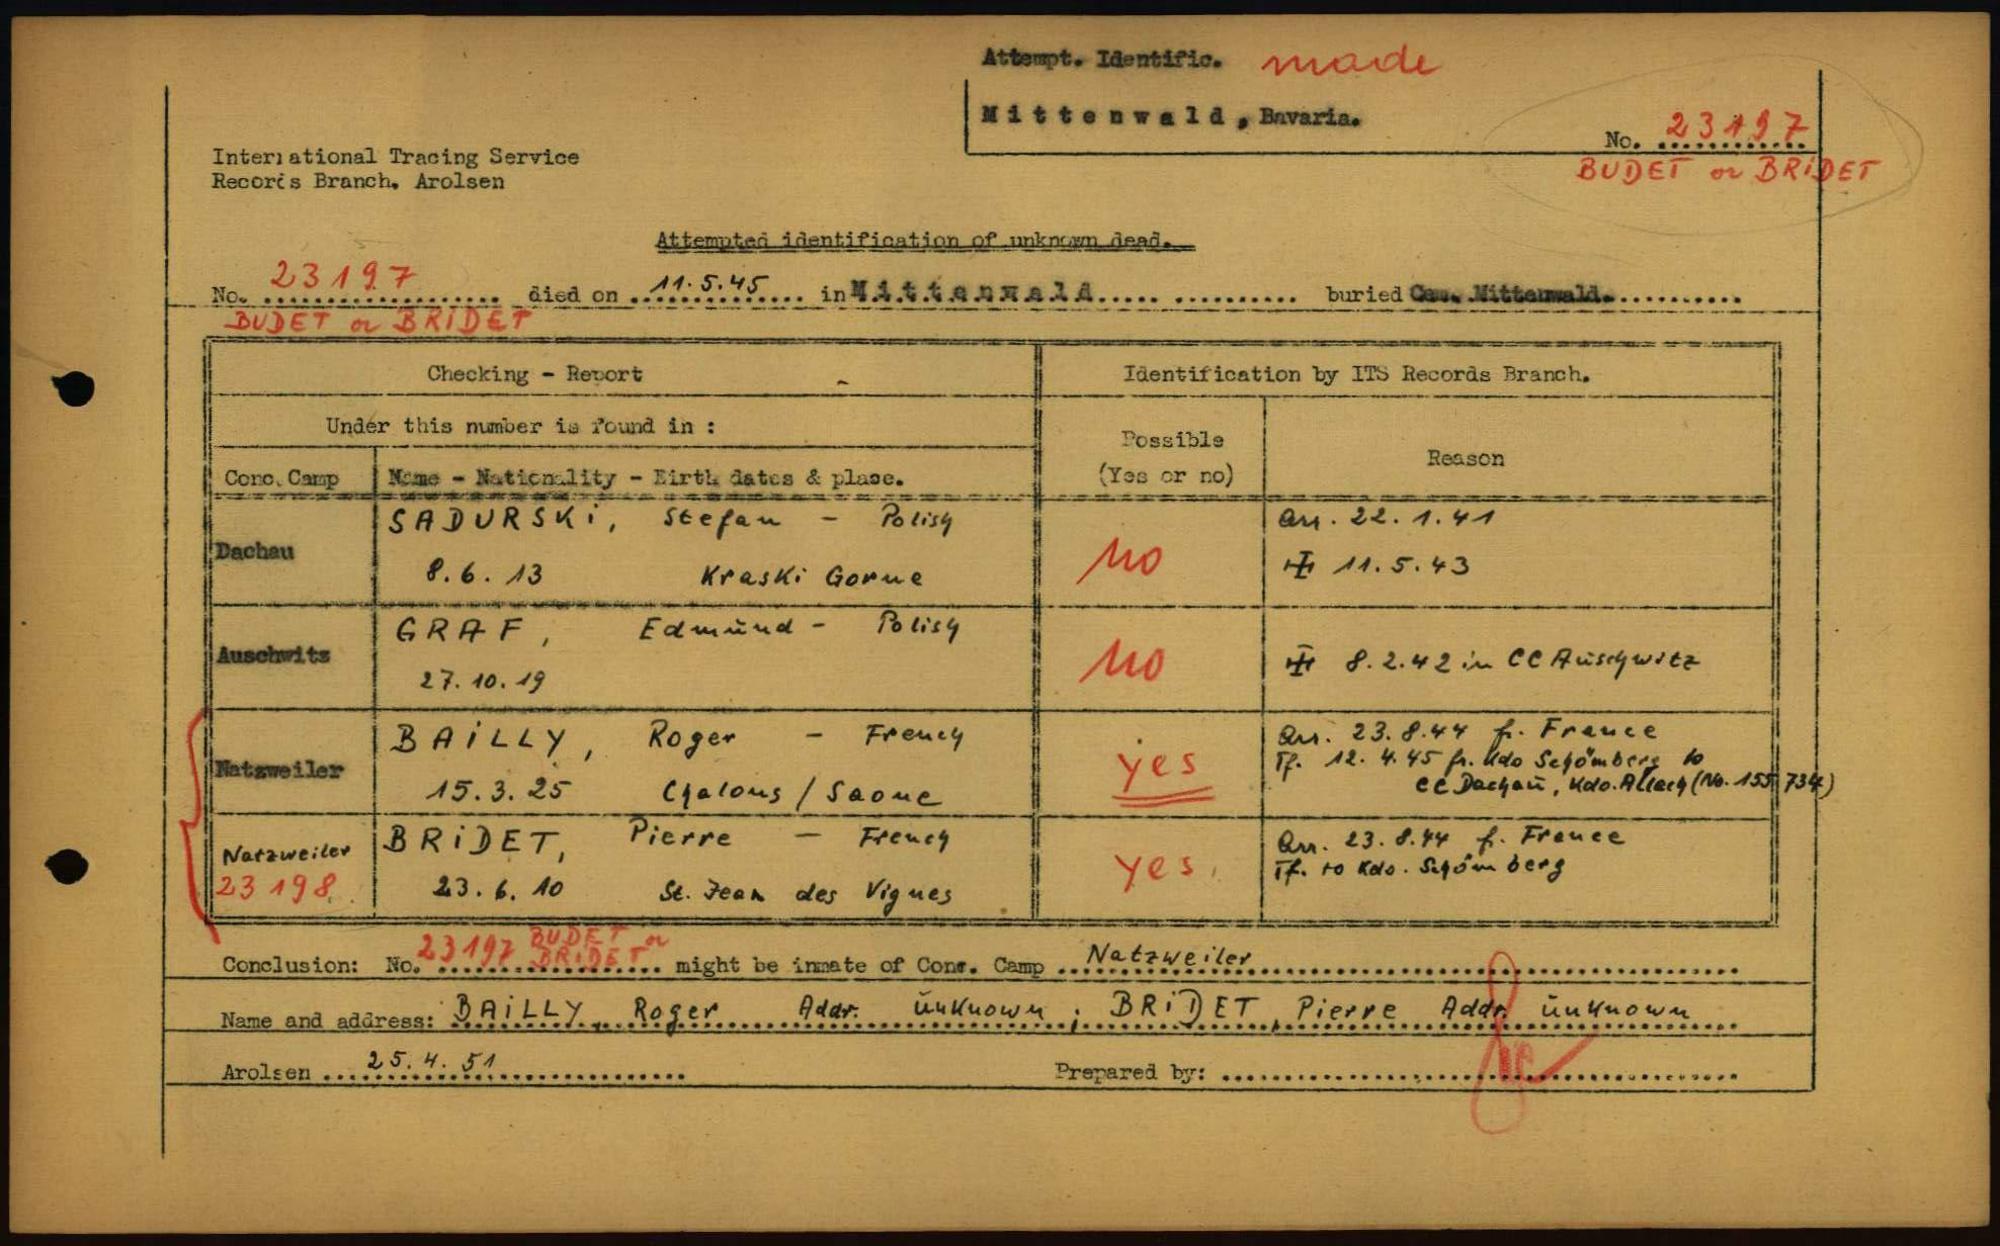 Attempt. Identific. made
Mittenwald, Bavaria.
No. 23197
BUDET or BRIDET
International Tracing Service
Records Branch. Arolsen
Attempted identification of unknown dead.
No. 23197 died on 11.5.45 in Mittenwald buried Cem. Mittenwald.
BUDET or BRIDET
Checking - Report
Identification by ITS Records Branch.
Under this number is found in :
Possible
(Yes or no)
Reason
Conc. Camp
Name - Nationality - Birth dates & place.
Dachau
SADURSKi, Stefan - Polish
8.6.13 Kraski Gorne
no
Arr. 22.1.41
11.5.43
Auschwitz
GRAF, Edmund - Polish
27.10.19
no
8.2.42 in CC Auschwitz
Natzweiler
BAiLLY, Roger - French
15.3.25 Chalons / Saone
yes
Arr. 23.8.44 fr. France
Tf. 12.4.45 fr. Kdo Schömberg to
CC Dachau, Kdo. Allach (No. 155734)
Natzweiler
23198
BRiDET, Pierre - French
23.6.10 St. Jean des Vignes
yes
Arr. 23.8.44 f. France
Tf. to Kdo. Schömberg
Conclusion: No. 23197 BUDET or BRIDET might be inmate of Conc. Camp Natzweiler
Name and address: BAiLLY, Roger Addr. unknown ; BRiDET, Pierre Addr. unknown
Arolsen 25.4.51 Prepared by: